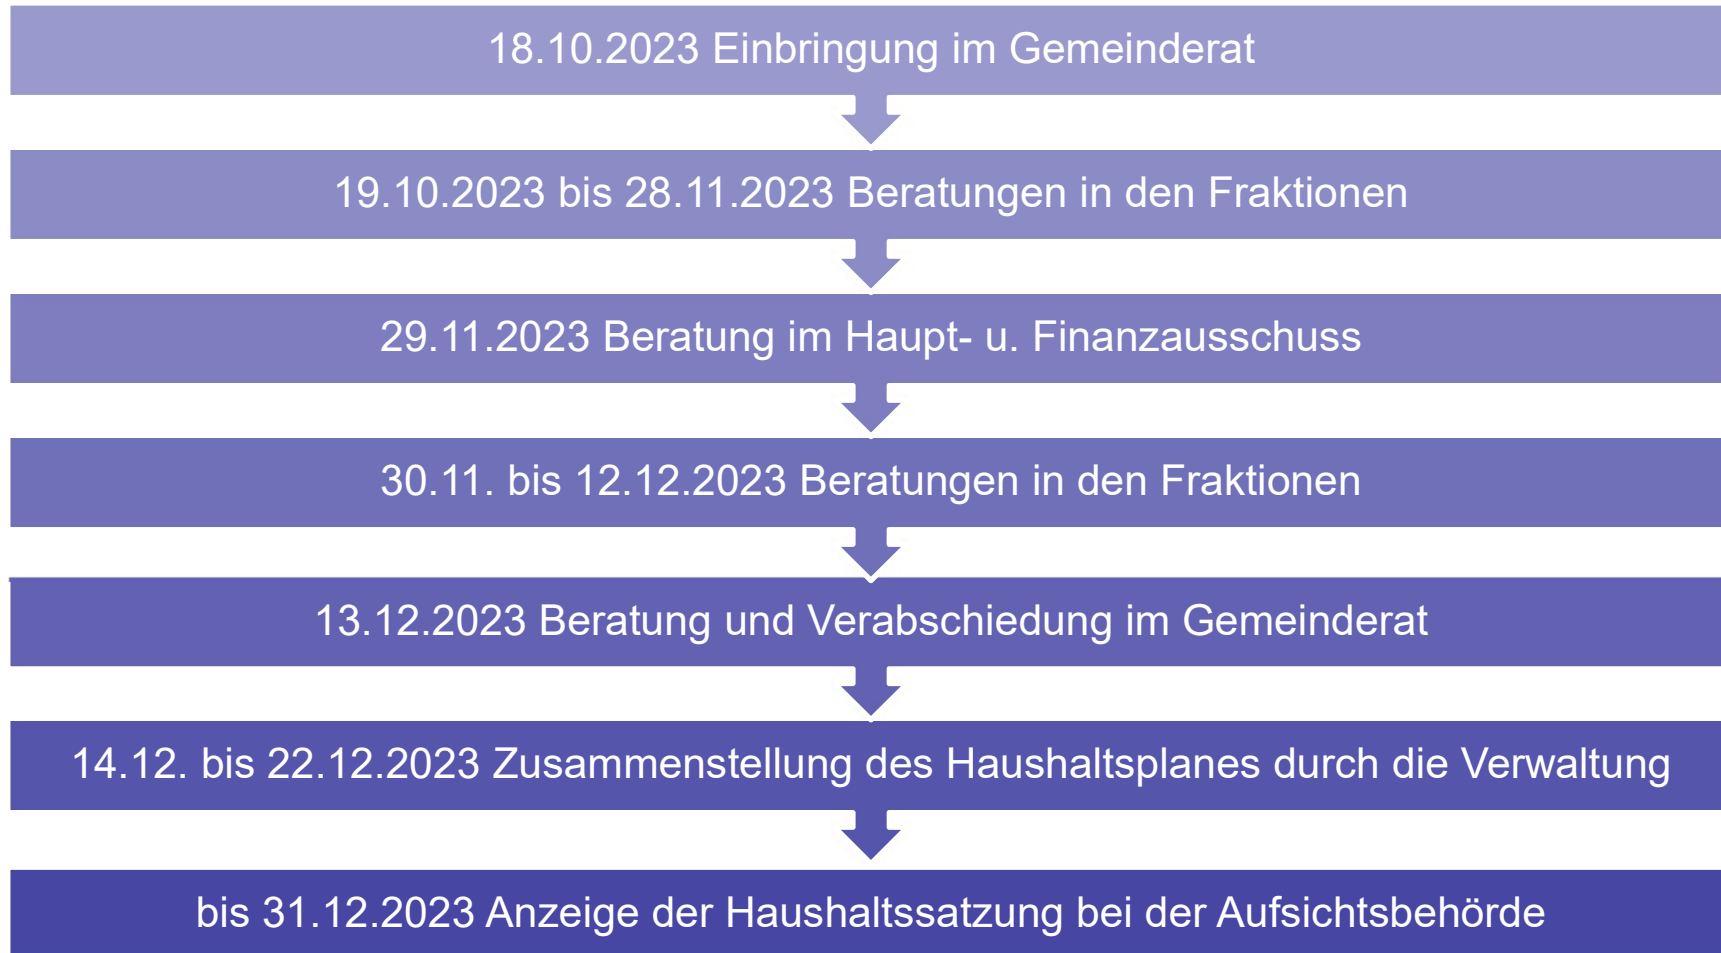 18.10.2023 Einbringung im Gemeinderat
19.10.2023 bis 28.11.2023 Beratungen in den Fraktionen
29.11.2023 Beratung im Haupt- u. Finanzausschuss
30.11. bis 12.12.2023 Beratungen in den Fraktionen
13.12.2023 Beratung und Verabschiedung im Gemeinderat
14.12. bis 22.12.2023 Zusammenstellung des Haushaltsplanes durch die Verwaltung
bis 31.12.2023 Anzeige der Haushaltssatzung bei der Aufsichtsbehörde